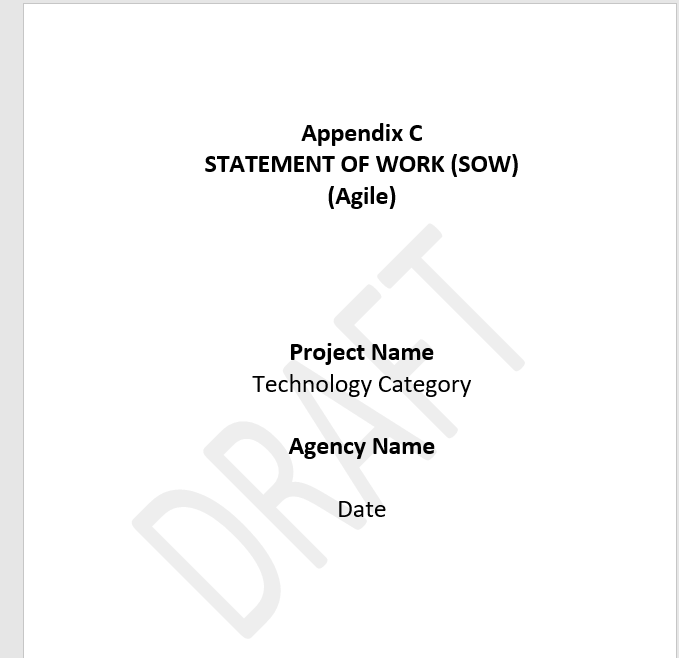 Appendix C
STATEMENT OF WORK (SOW)
(Agile)
DRAFT
Project Name
Technology Category
Agency Name
Date